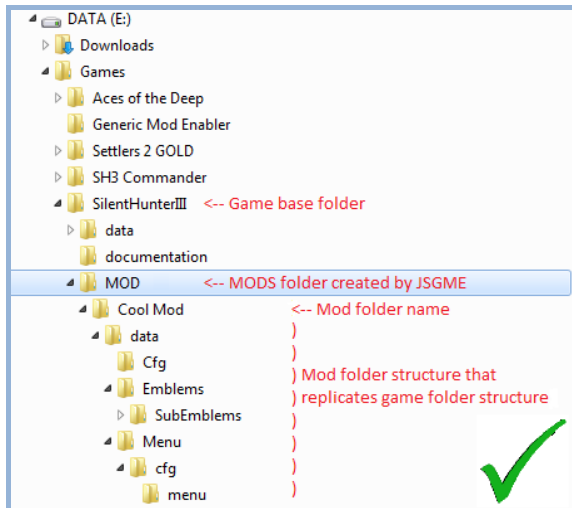 DATA (E:)
Downloads
Games
Aces of the Deep
Generic Mod Enabler
Settlers 2 GOLD
SH3 Commander
SilentHunterⅢ <-- Game base folder
data
documentation
MOD <-- MODS folder created by JSGME
Cool Mod <-- Mod folder name
data )
Cfg )
Emblems ) Mod folder structure that
SubEmblems ) replicates game folder structure
Menu )
cfg )
menu )